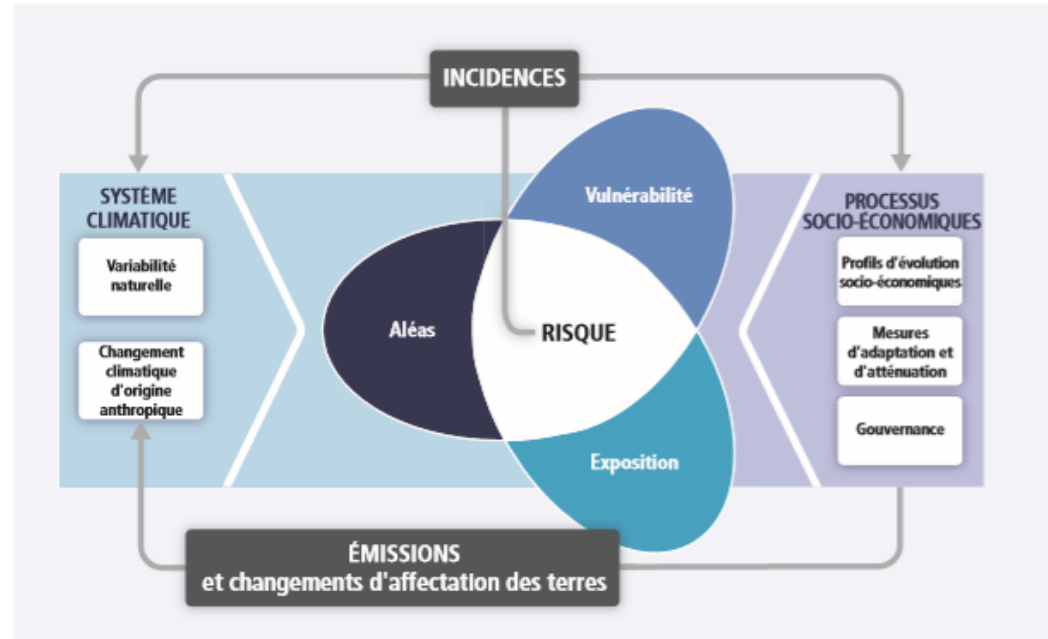 INCIDENCES
SYSTÈME
CLIMATIQUE
Variabilité
naturelle
Changement
climatique
d'origine
anthropique
Vulnérabilité
Aléas
RISQUE
Exposition
PROCESSUS
SOCIO-ÉCONOMIQUES
Profils d'évolution
socio-économiques
Mesures
d'adaptation et
d'atténuation
Gouvernance
ÉMISSIONS
et changements d'affectation des terres